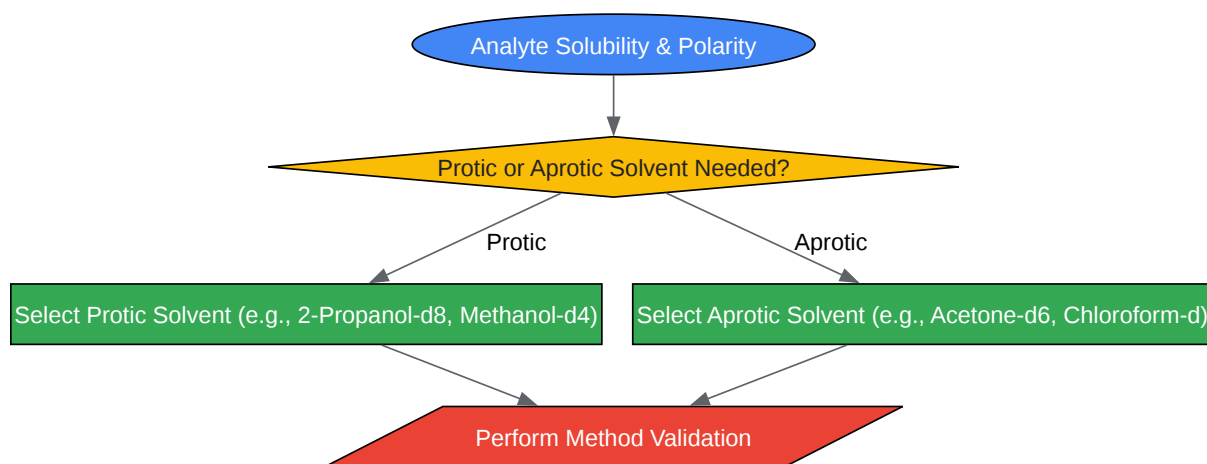 Analyte Solubility & Polarity
Protic or Aprotic Solvent Needed?
Protic
Aprotic
Select Protic Solvent (e.g., 2-Propanol-d8, Methanol-d4)
Select Aprotic Solvent (e.g., Acetone-d6, Chloroform-d)
Perform Method Validation